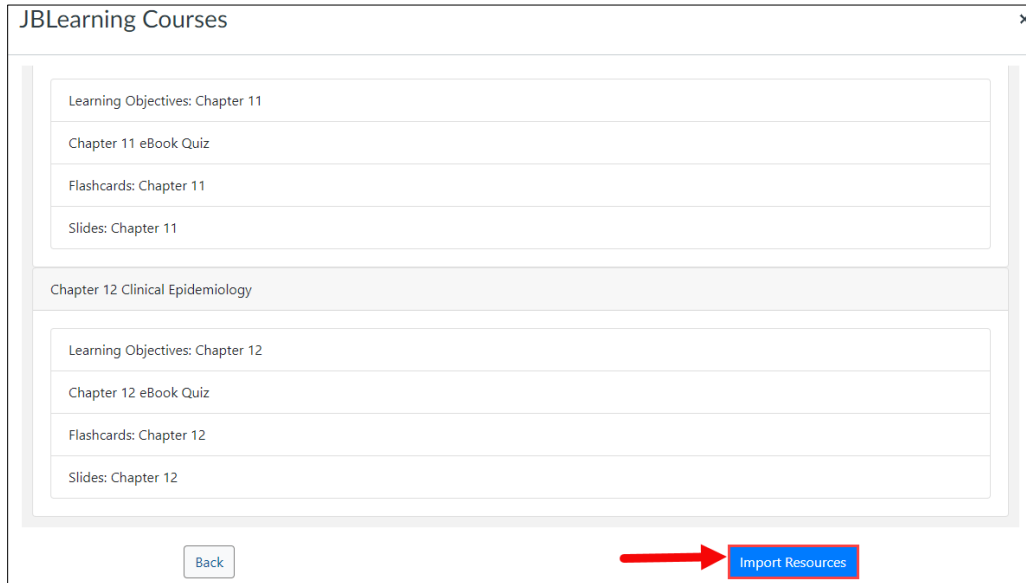 JBLearning Courses
×
Learning Objectives: Chapter 11
Chapter 11 eBook Quiz
Flashcards: Chapter 11
Slides: Chapter 11
Chapter 12 Clinical Epidemiology
Learning Objectives: Chapter 12
Chapter 12 eBook Quiz
Flashcards: Chapter 12
Slides: Chapter 12
Back
Import Resources